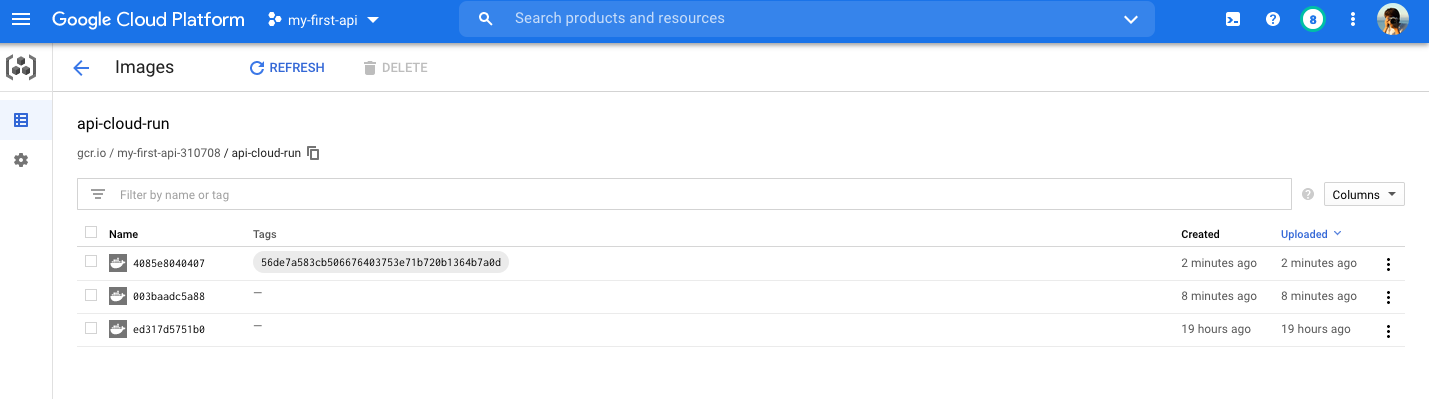 Google Cloud Platform my-first-api Search products and resources 8
Images REFRESH DELETE
api-cloud-run
gcr.io / my-first-api-310708 / api-cloud-run
Filter by name or tag Columns
Name Tags Created Uploaded
4085e8040407 56de7a583cb506676403753e71b720b1364b7a0d 2 minutes ago 2 minutes ago
003baadc5a88 — 8 minutes ago 8 minutes ago
ed317d5751b0 — 19 hours ago 19 hours ago